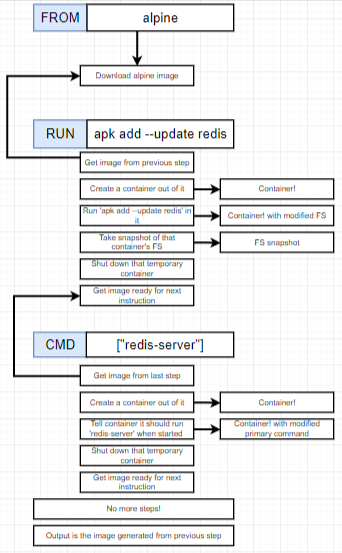 FROM alpine
Download alpine image
RUN apk add --update redis
Get image from previous step
Create a container out of it Container!
Run 'apk add --update redis' in Container! with modified FS
it
Take snapshot of that FS snapshot
container's FS
Shut down that temporary
container
Get image ready for next
instruction
CMD ["redis-server"]
Get image from last step
Create a container out of it Container!
Tell container it should run Container! with modified
'redis-server' when started primary command
Shut down that temporary
container
Get image ready for next
instruction
No more steps!
Output is the image generated from previous step